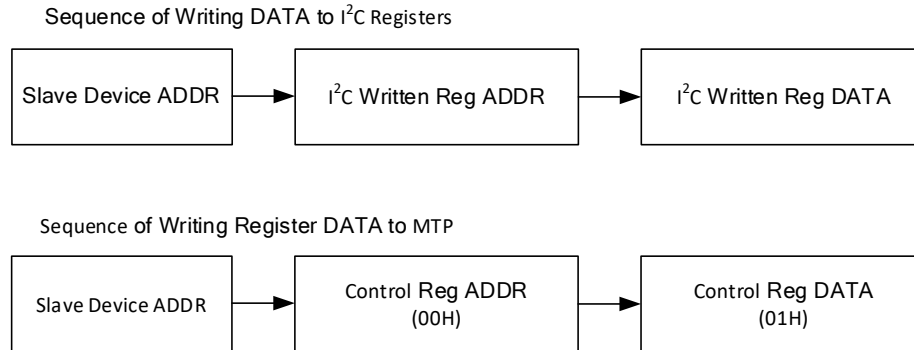 Sequence of Writing DATA to I²C Registers
Slave Device ADDR
I²C Written Reg ADDR
I²C Written Reg DATA
Sequence of Writing Register DATA to MTP
Slave Device ADDR
Control Reg ADDR
(00H)
Control Reg DATA
(01H)